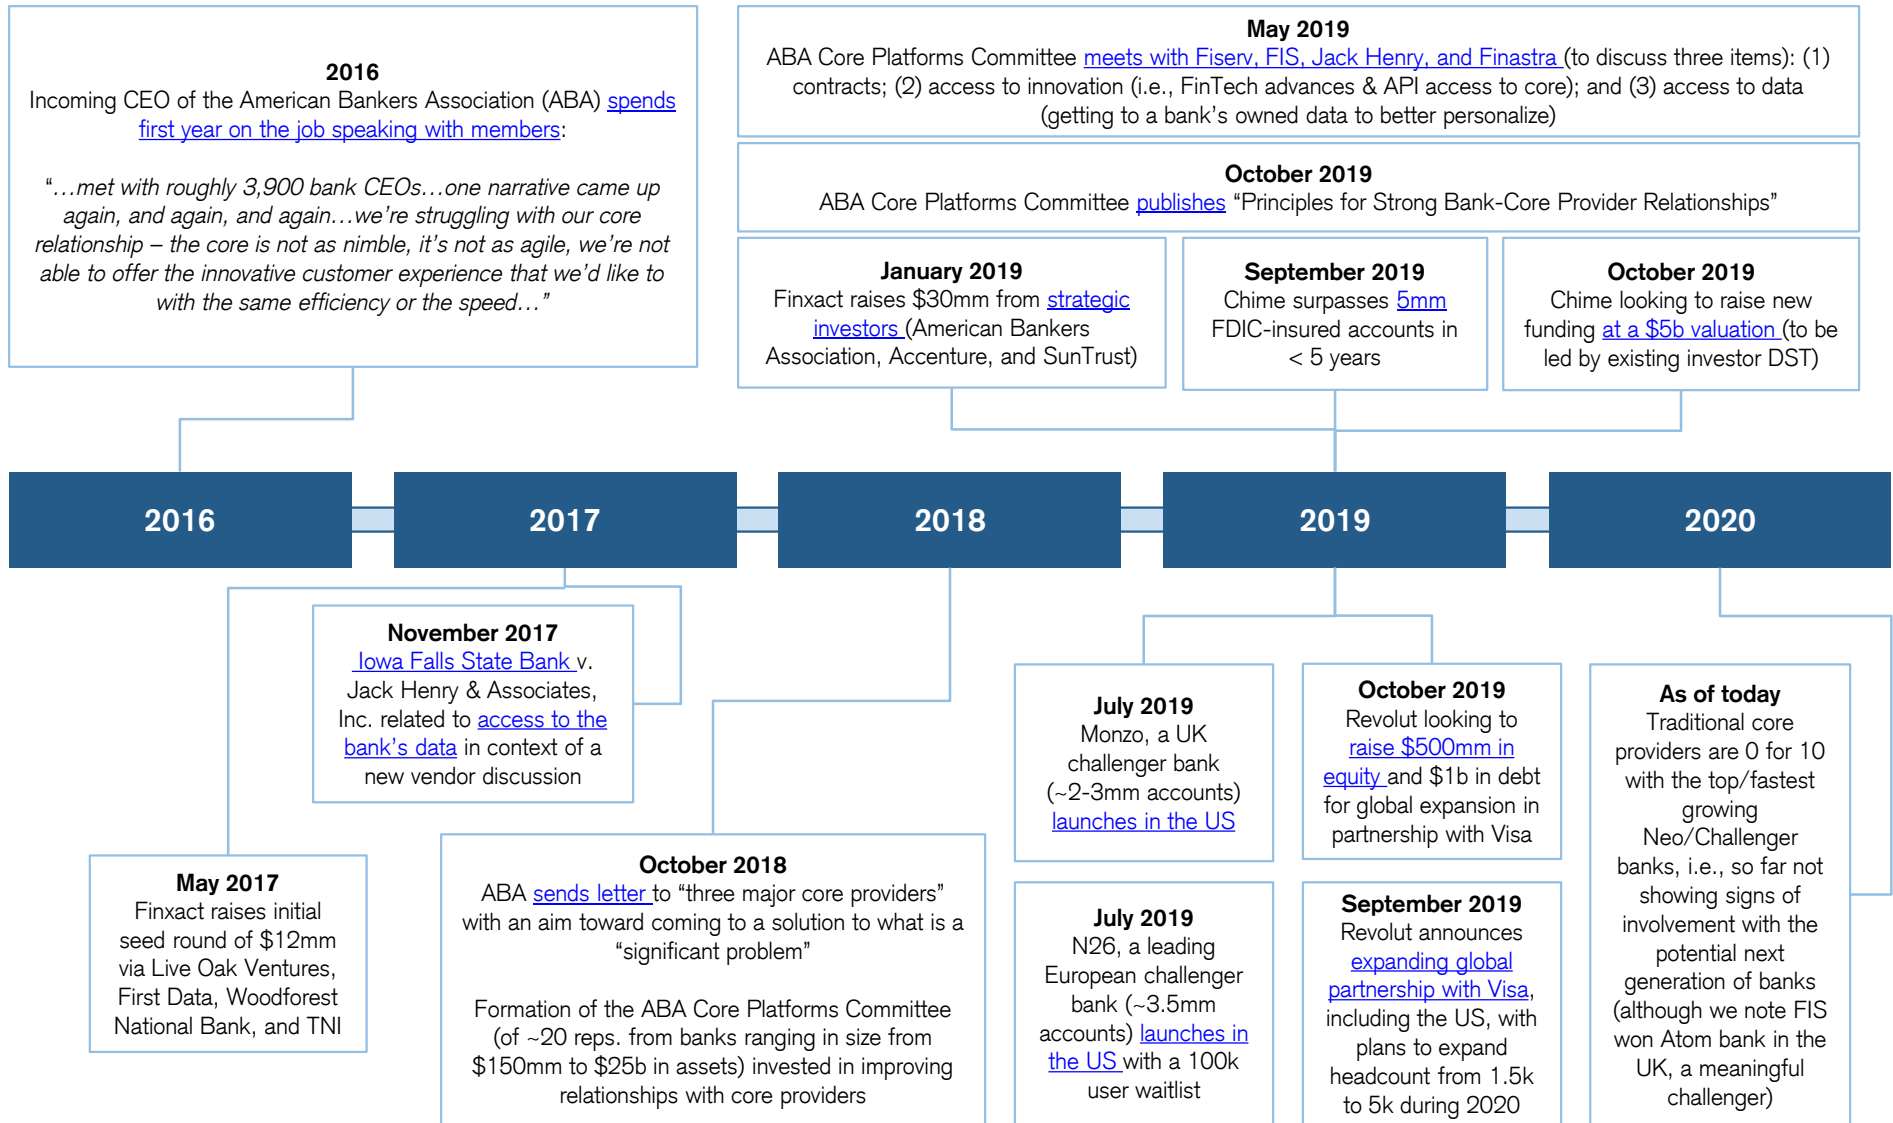 2016
Incoming CEO of the American Bankers Association (ABA) spends
first year on the job speaking with members:
“…met with roughly 3,900 bank CEOs…one narrative came up
again, and again, and again…we’re struggling with our core
relationship – the core is not as nimble, it’s not as agile, we’re not
able to offer the innovative customer experience that we’d like to
with the same efficiency or the speed…”
May 2019
ABA Core Platforms Committee meets with Fiserv, FIS, Jack Henry, and Finastra (to discuss three items): (1)
contracts; (2) access to innovation (i.e., FinTech advances & API access to core); and (3) access to data
(getting to a bank’s owned data to better personalize)
October 2019
ABA Core Platforms Committee publishes “Principles for Strong Bank-Core Provider Relationships”
January 2019
Finxact raises $30mm from strategic
investors (American Bankers
Association, Accenture, and SunTrust)
September 2019
Chime surpasses 5mm
FDIC-insured accounts in
< 5 years
October 2019
Chime looking to raise new
funding at a $5b valuation (to be
led by existing investor DST)
2016
2017
2018
2019
2020
November 2017
Iowa Falls State Bank v.
Jack Henry & Associates,
Inc. related to access to the
bank’s data in context of a
new vendor discussion
May 2017
Finxact raises initial
seed round of $12mm
via Live Oak Ventures,
First Data, Woodforest
National Bank, and TNI
October 2018
ABA sends letter to “three major core providers”
with an aim toward coming to a solution to what is a
“significant problem”
Formation of the ABA Core Platforms Committee
(of ~20 reps. from banks ranging in size from
$150mm to $25b in assets) invested in improving
relationships with core providers
July 2019
Monzo, a UK
challenger bank
(~2-3mm accounts)
launches in the US
July 2019
N26, a leading
European challenger
bank (~3.5mm
accounts) launches in
the US with a 100k
user waitlist
October 2019
Revolut looking to
raise $500mm in
equity and $1b in debt
for global expansion in
partnership with Visa
September 2019
Revolut announces
expanding global
partnership with Visa,
including the US, with
plans to expand
headcount from 1.5k
to 5k during 2020
As of today
Traditional core
providers are 0 for 10
with the top/fastest
growing
Neo/Challenger
banks, i.e., so far not
showing signs of
involvement with the
potential next
generation of banks
(although we note FIS
won Atom bank in the
UK, a meaningful
challenger)